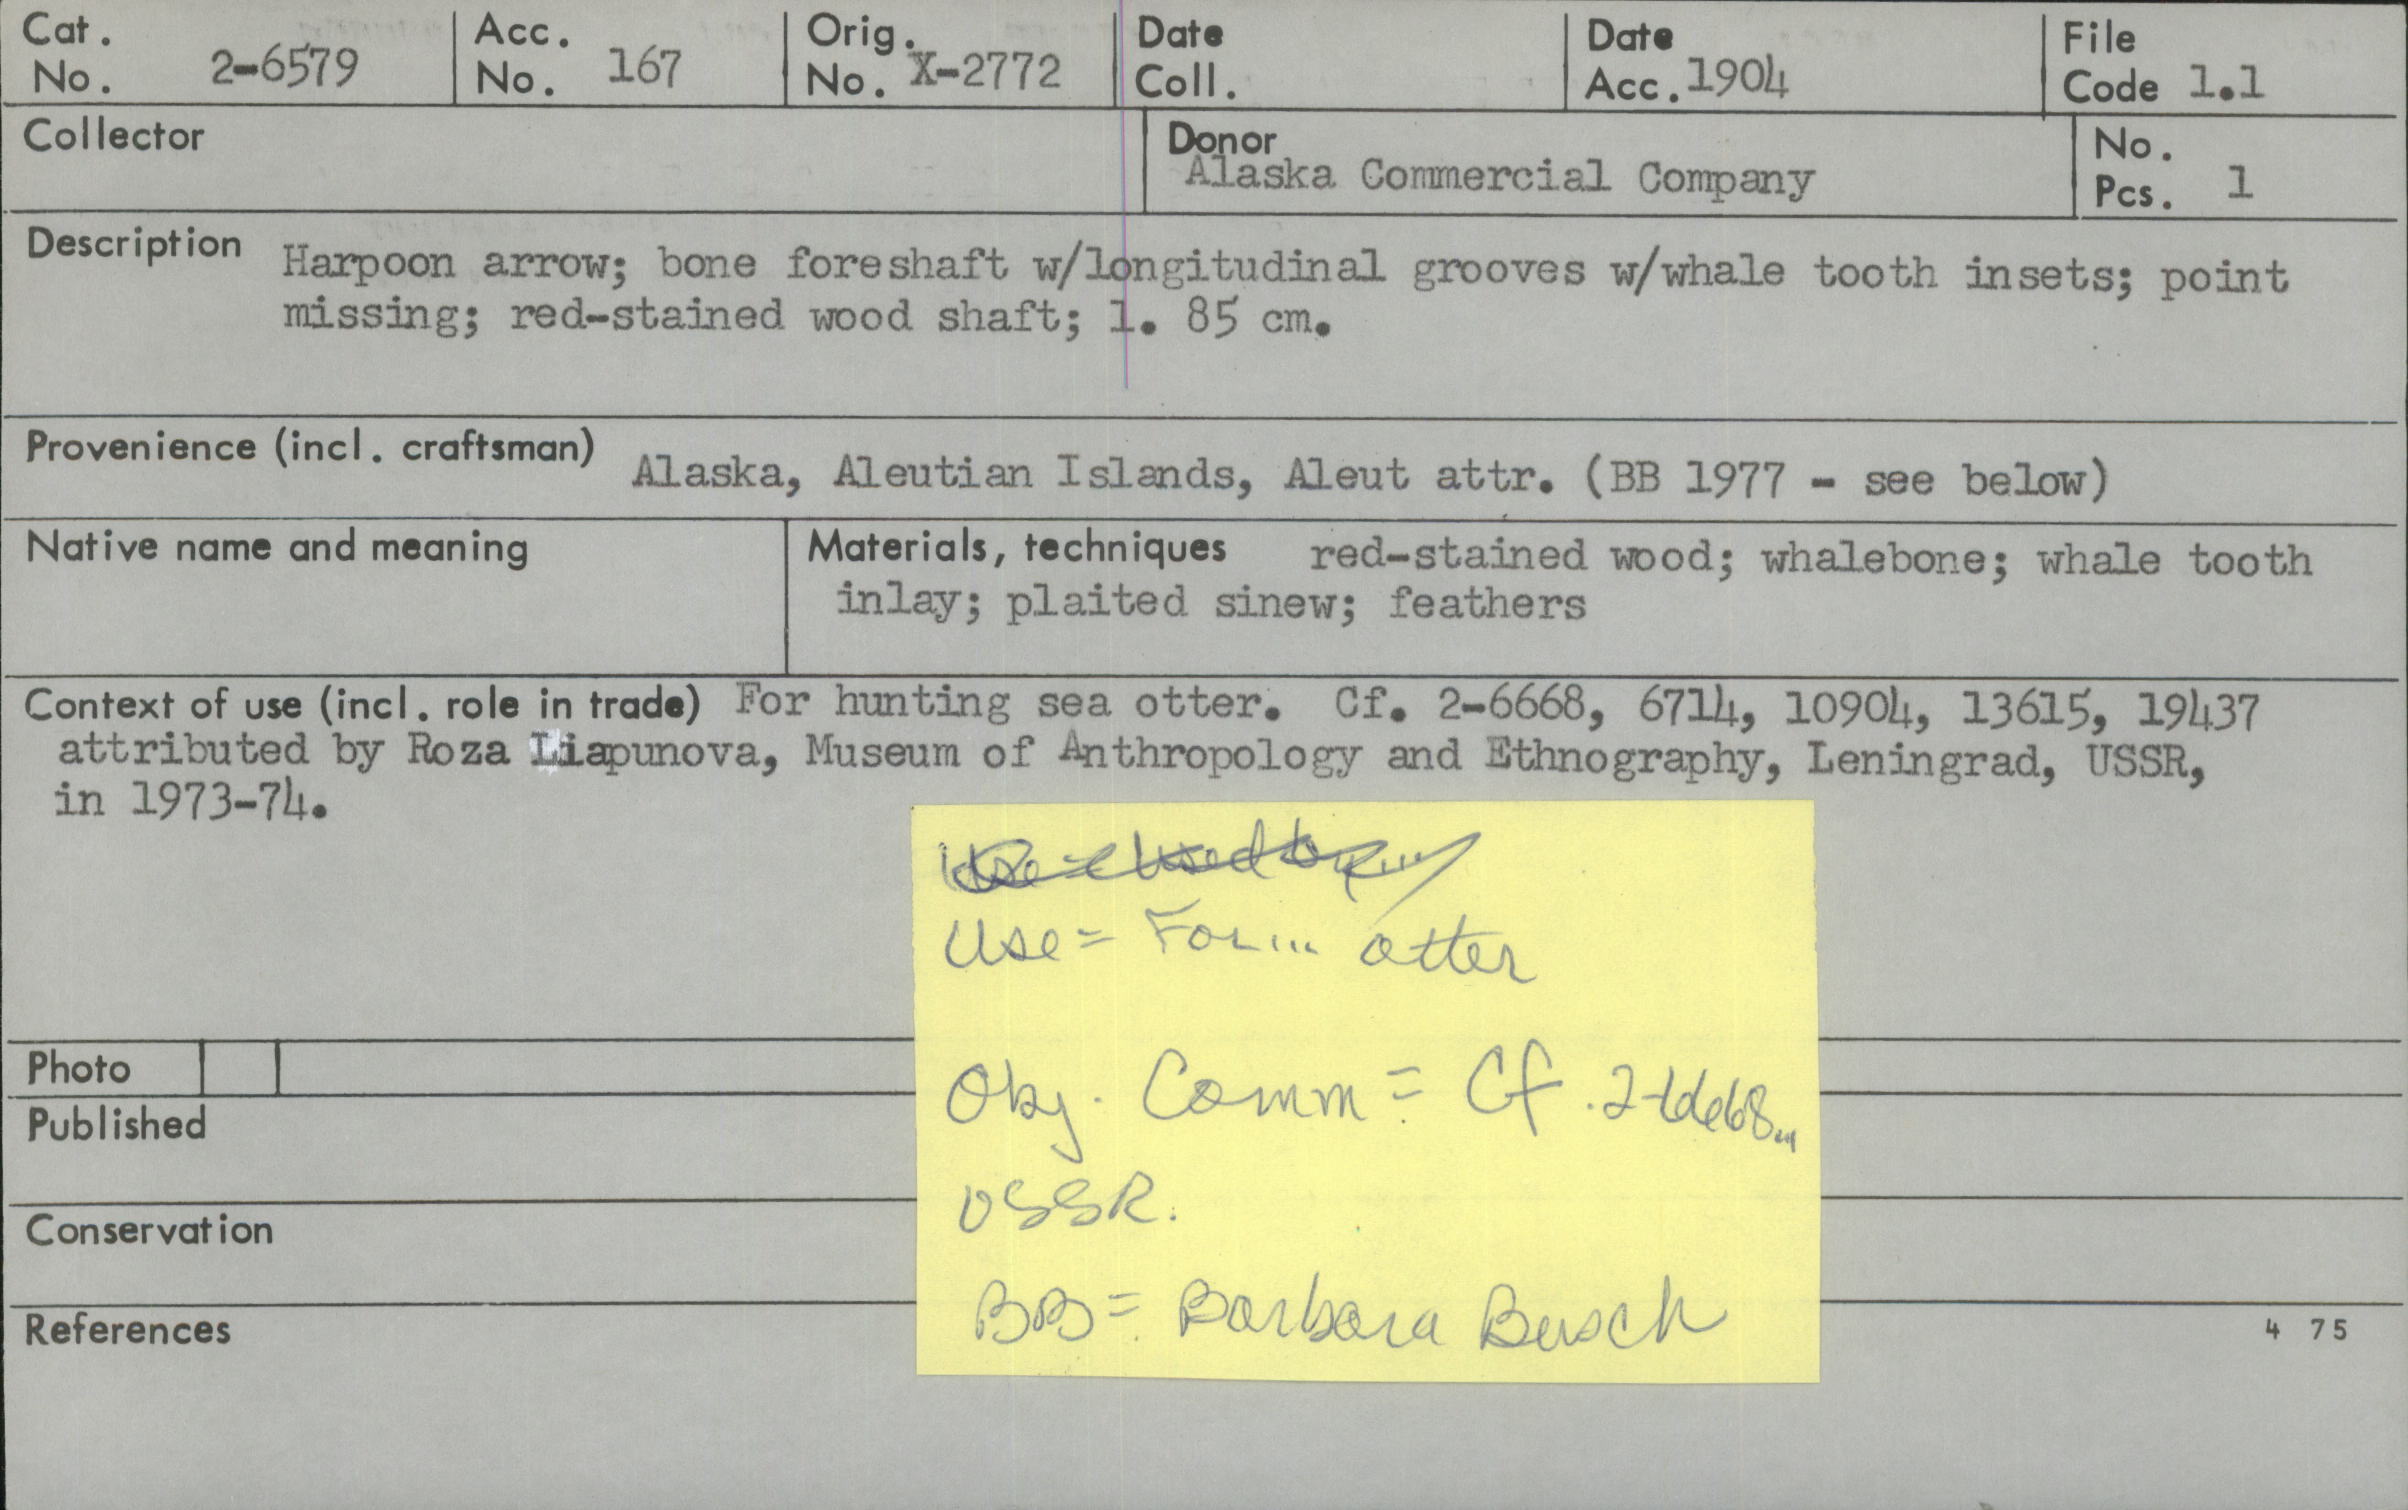 Cat. No. 2-6579
Acc. No. 167
Orig. No. X-2772
Date Coll.
Date Acc. 1904
File Code 1.1
Collector
Donor
Alaska Commercial Company
No. Pcs. 1
Description Harpoon arrow; bone foreshaft w/longitudinal grooves w/whale tooth insets; point
missing; red-stained wood shaft; l. 85 cm.
Provenience (incl. craftsman) Alaska, Aleutian Islands, Aleut attr. (BB 1977 - see below)
Native name and meaning
Materials, techniques red-stained wood; whalebone; whale tooth
inlay; plaited sinew; feathers
Context of use (incl. role in trade) For hunting sea otter. Cf. 2-6668, 6714, 10904, 13615, 19437
attributed by Roza Liapunova, Museum of Anthropology and Ethnography, Leningrad, USSR,
in 1973-74.
Use = Used by...
Use = For... otter
Obj. Comm = Cf. 2-6668...
USSR.
BB = Barbara Busch
Photo
Published
Conservation
References
4 75